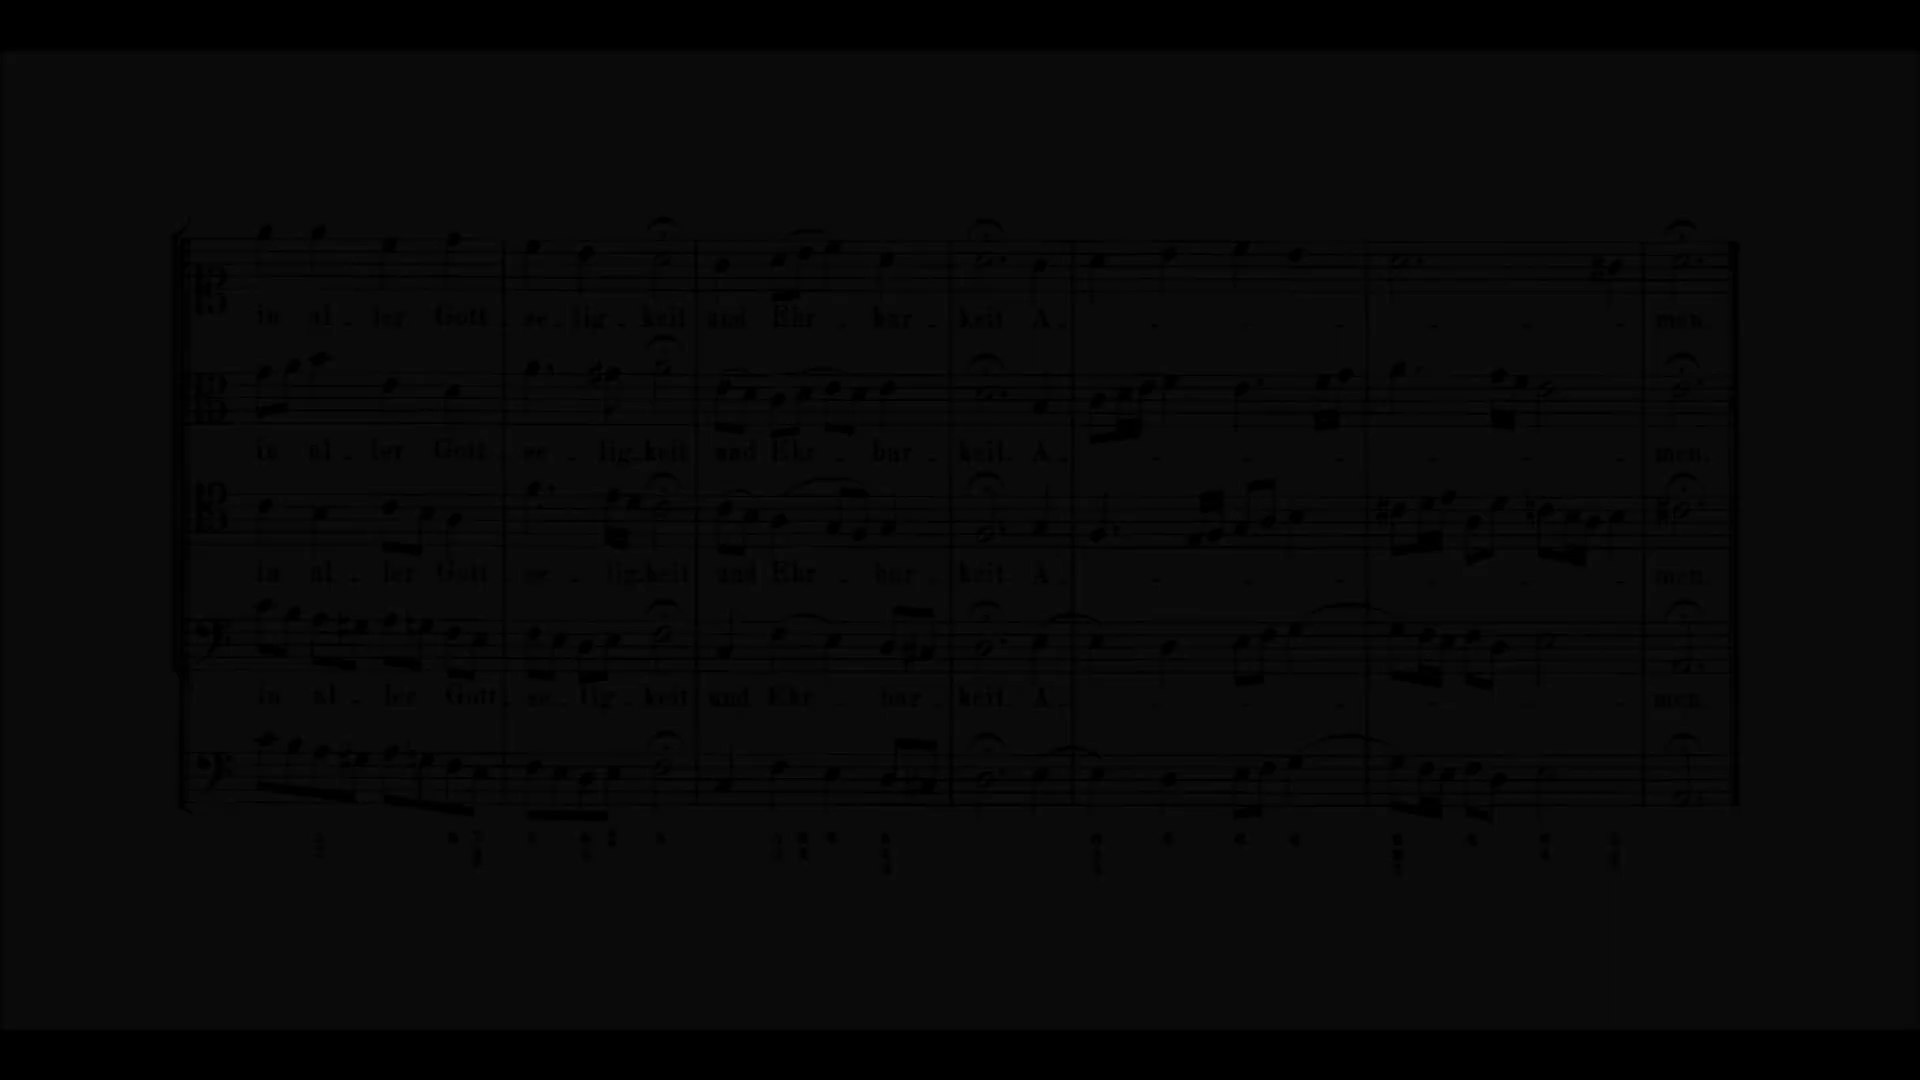 in al - ler Gott - se - lig - keit und Ehr - bar - keit A - - - - - - - men.
in al - ler Gott - se - lig-keit und Ehr - bar - keit. A - - - - - - - men.
in al - ler Gott - se - lig-keit und Ehr - bar - keit. A - - - - - - - men.
in al - ler Gott - se - lig - keit und Ehr - bar - keit. A - - - - - - - men.